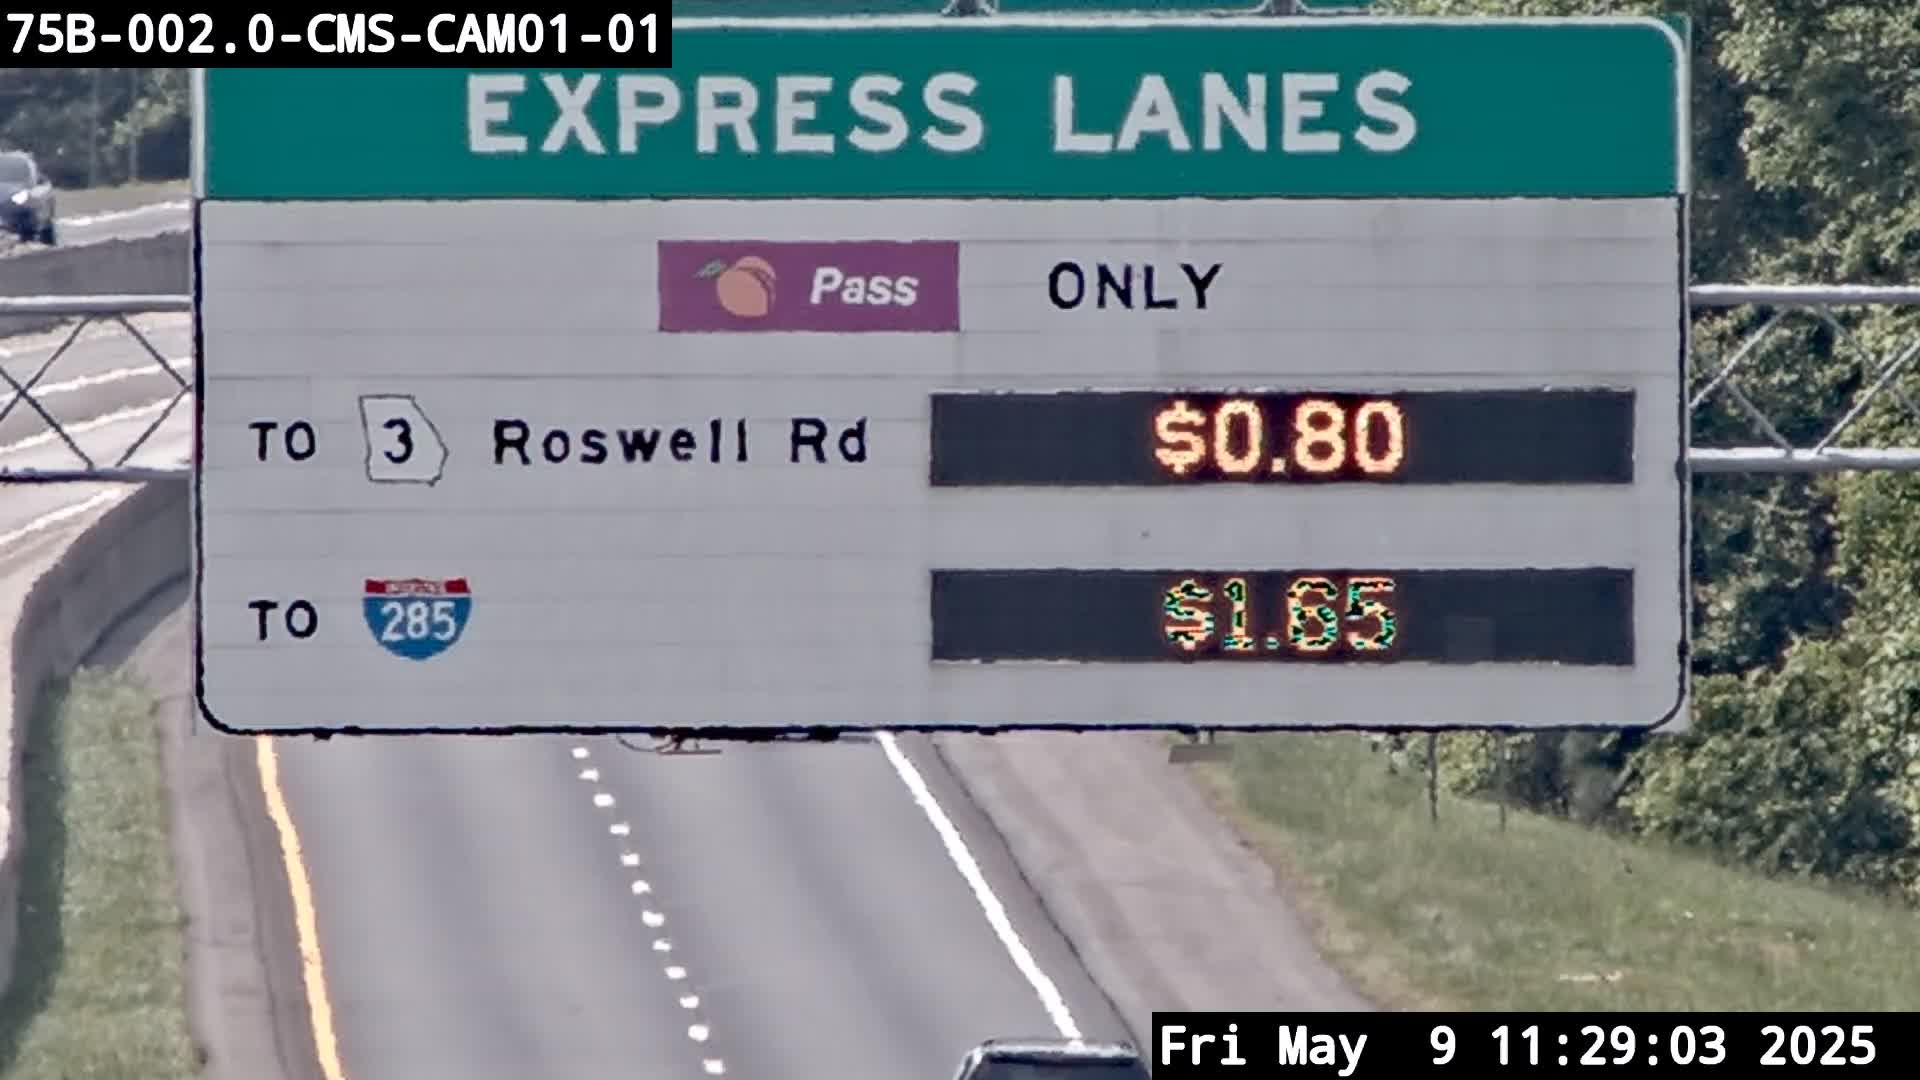 75B-002.0-CMS-CAM01-01
EXPRESS LANES
Pass ONLY
TO 3 Roswell Rd $0.80
TO 285 $1.65
Fri May 9 11:29:03 2025